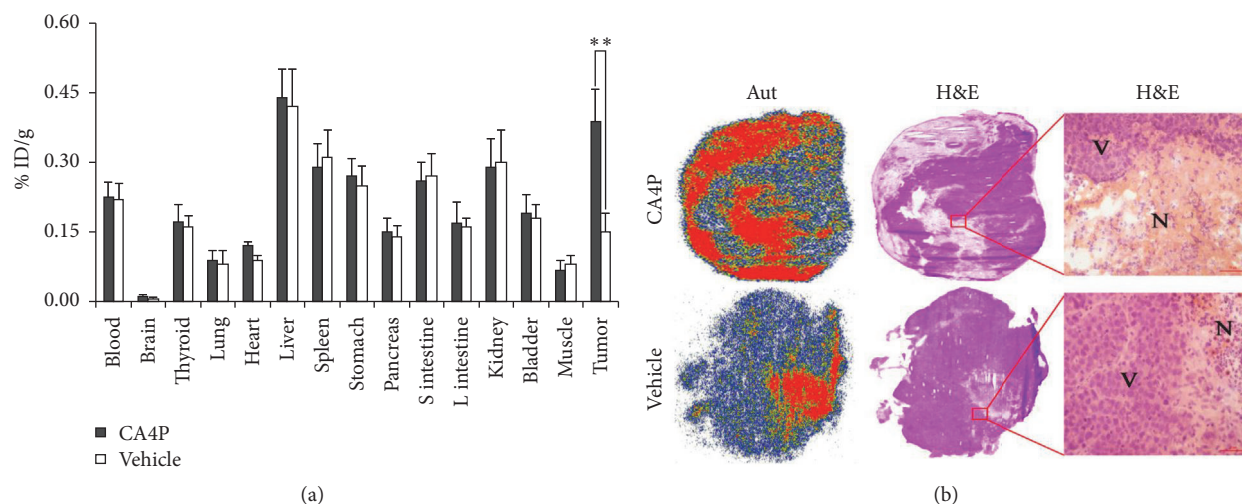 % ID/g
0.60
0.45
0.30
0.15
0.00
**
Blood
Brain
Thyroid
Lung
Heart
Liver
Spleen
Stomach
Pancreas
S intestine
L intestine
Kidney
Bladder
Muscle
Tumor
CA4P
Vehicle
(a)
Aut H&E H&E
CA4P
V
N
Vehicle
N
V
(b)